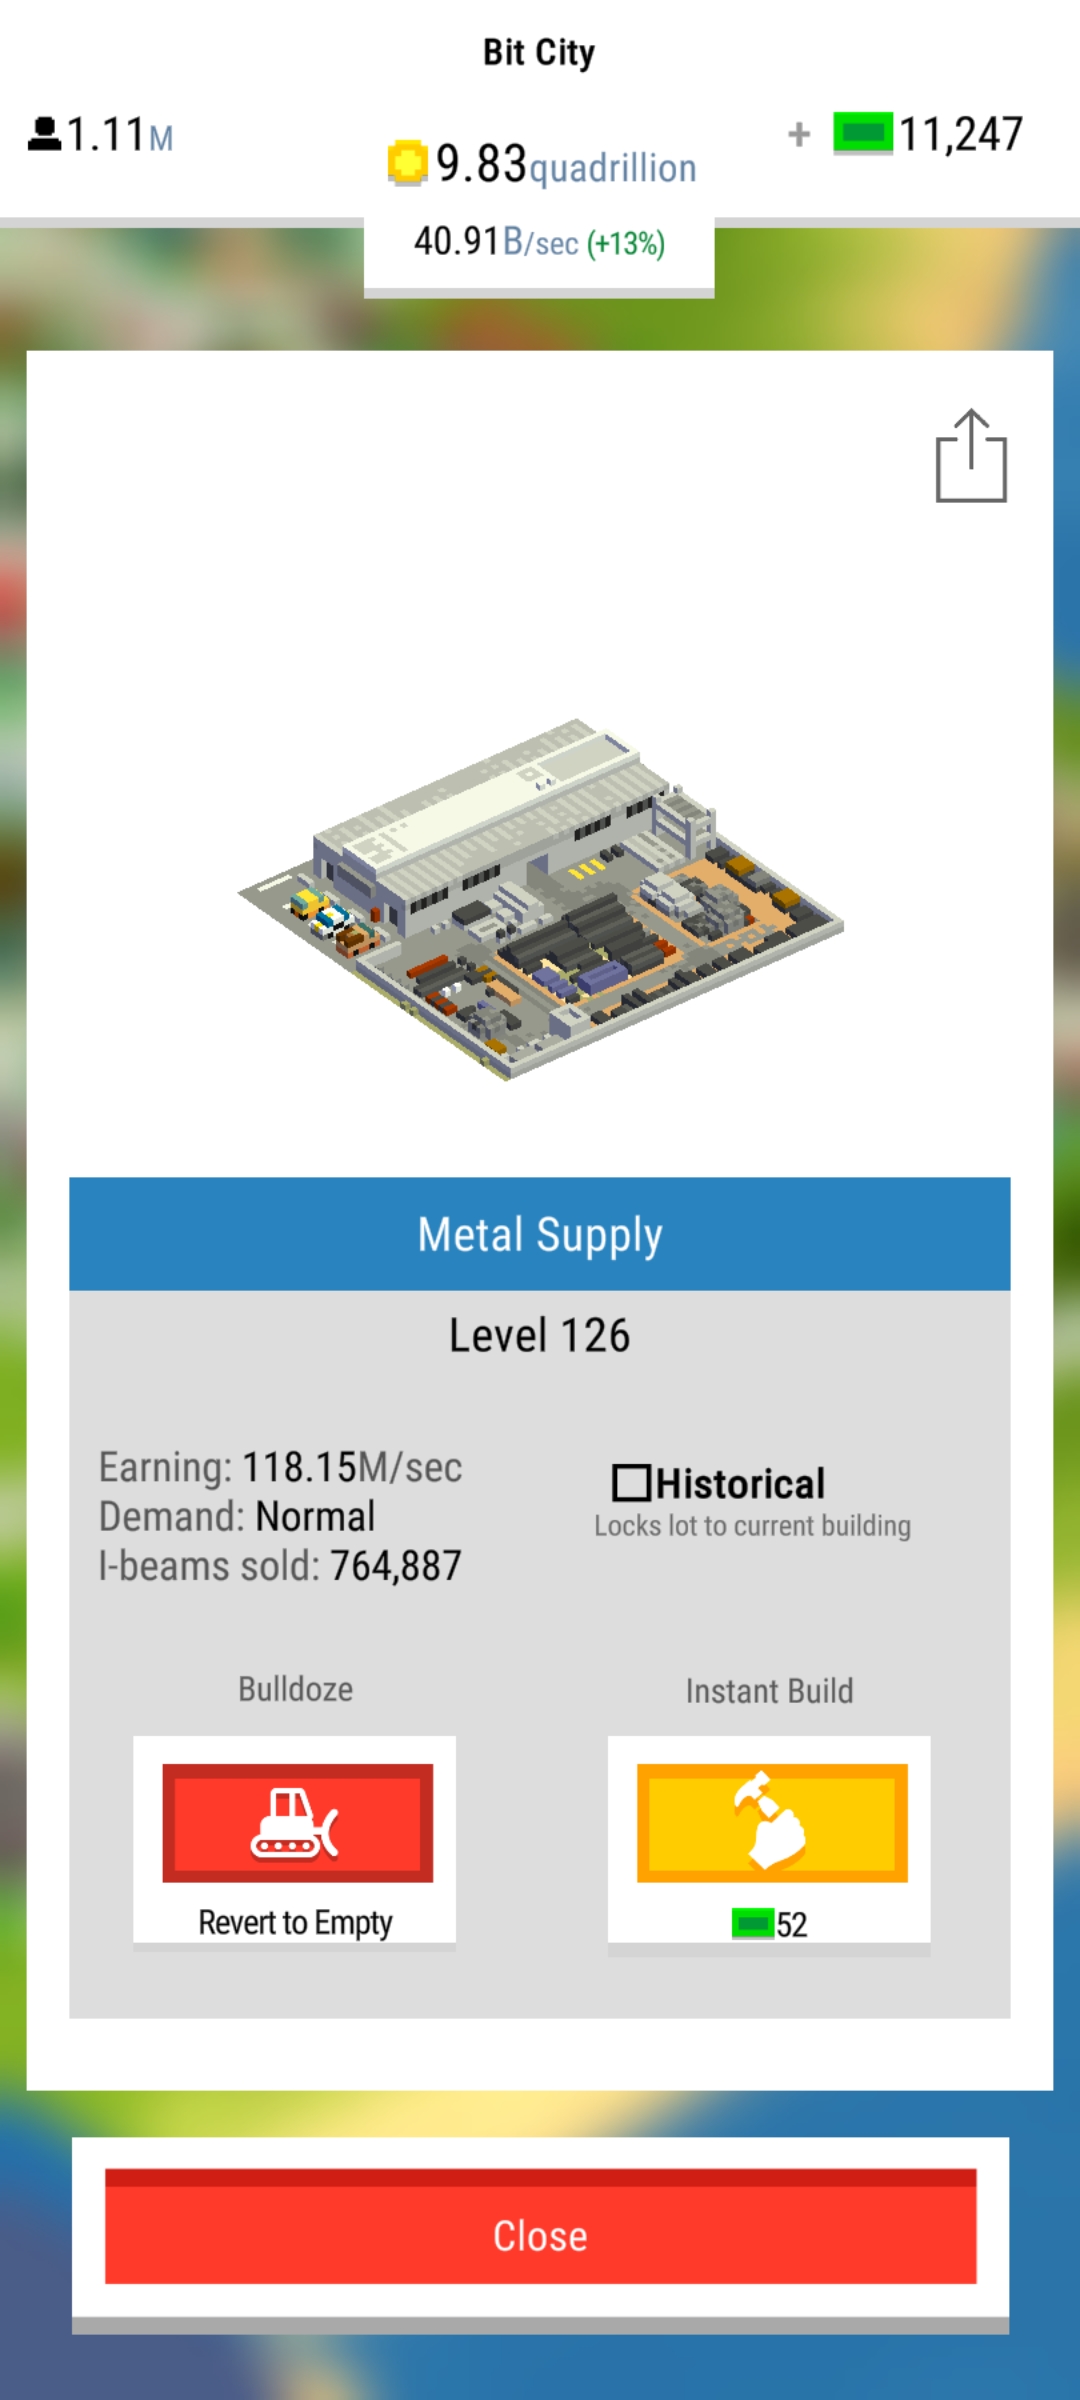 Bit City
1.11M
9.83quadrillion
+ 11,247
40.91B/sec (+13%)
Metal Supply
Level 126
Earning: 118.15M/sec
Demand: Normal
I-beams sold: 764,887
Historical
Locks lot to current building
Bulldoze
Revert to Empty
Instant Build
52
Close